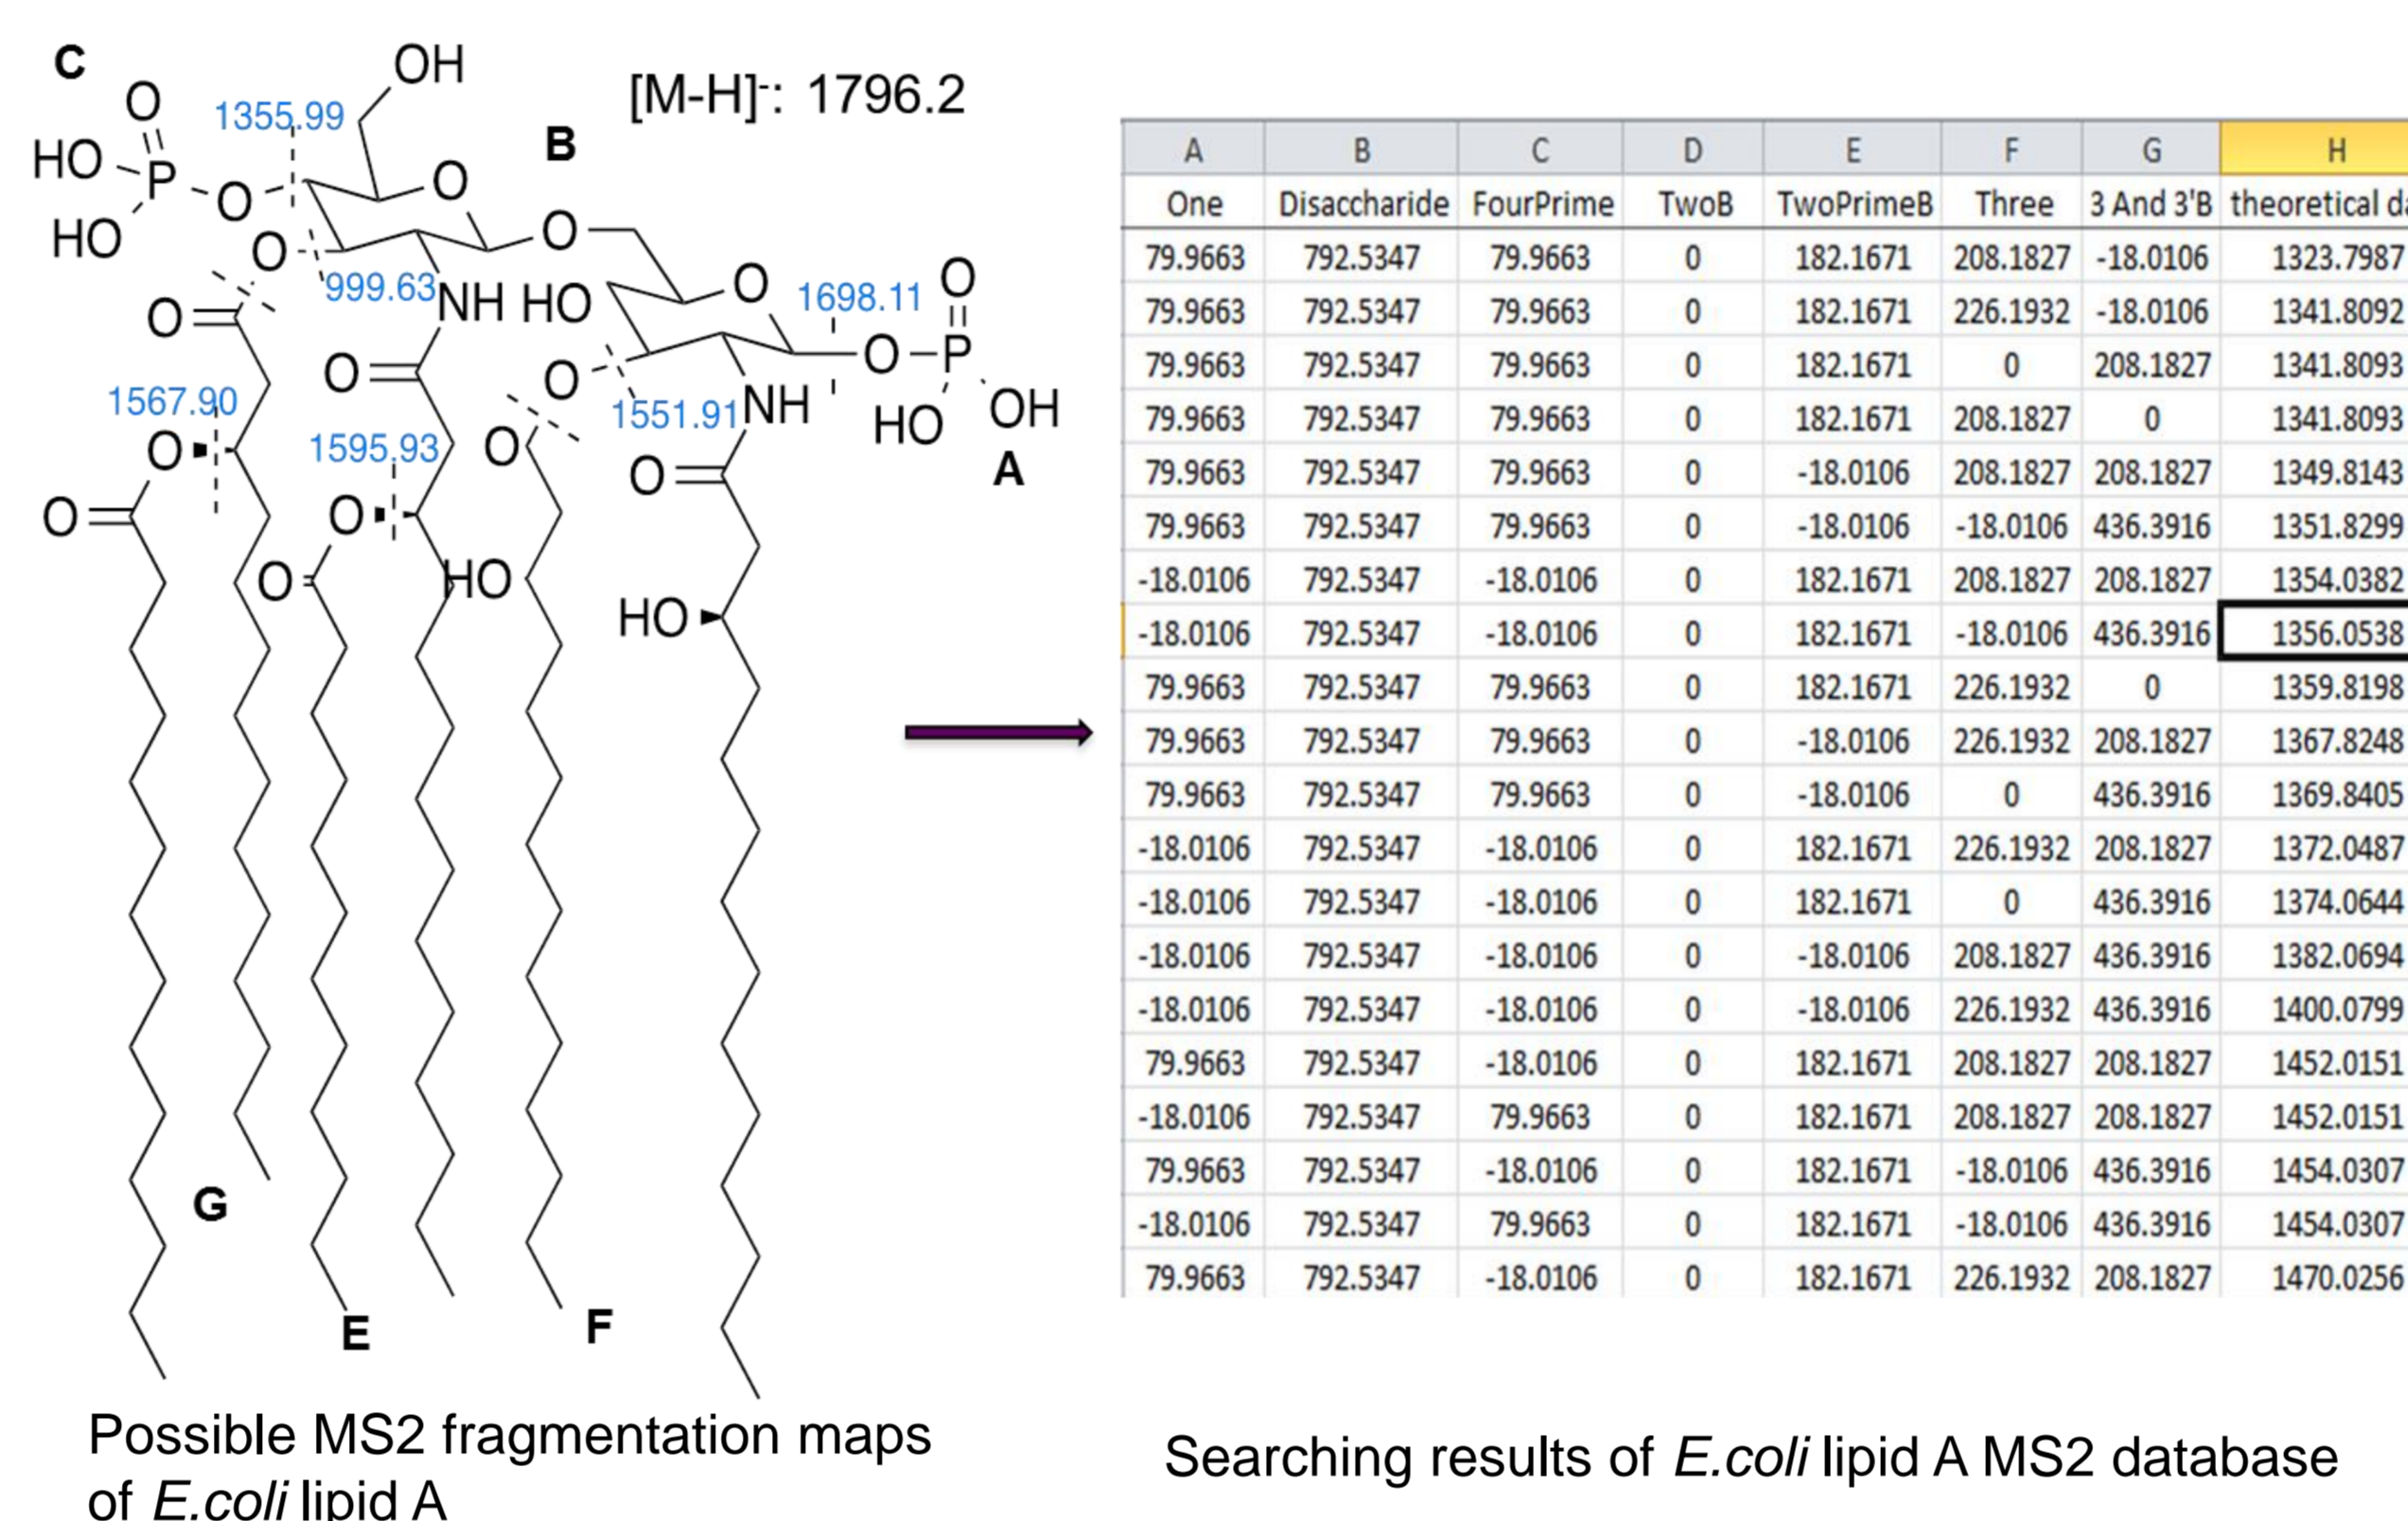 C
OH
[M-H]-: 1796.2
O
1355.99
B
HO
P
O
O
HO
O
O
O
999.63
NH
HO
O
1698.11
O
O
O
P
O
O
1567.90
1551.91
NH
HO
OH
O
1595.93
O
O
A
O
O
O
HO
HO
G
E
F
Possible MS2 fragmentation maps
of E.coli lipid A
A B C D E F G H
One Disaccharide FourPrime TwoB TwoPrimeB Three 3 And 3'B theoretical da
79.9663 792.5347 79.9663 0 182.1671 208.1827 -18.0106 1323.7987
79.9663 792.5347 79.9663 0 182.1671 226.1932 -18.0106 1341.8092
79.9663 792.5347 79.9663 0 182.1671 0 208.1827 1341.8093
79.9663 792.5347 79.9663 0 182.1671 208.1827 0 1341.8093
79.9663 792.5347 79.9663 0 -18.0106 208.1827 208.1827 1349.8143
79.9663 792.5347 79.9663 0 -18.0106 -18.0106 436.3916 1351.8299
-18.0106 792.5347 -18.0106 0 182.1671 208.1827 208.1827 1354.0382
-18.0106 792.5347 -18.0106 0 182.1671 -18.0106 436.3916 1356.0538
79.9663 792.5347 79.9663 0 182.1671 226.1932 0 1359.8198
79.9663 792.5347 79.9663 0 -18.0106 226.1932 208.1827 1367.8248
79.9663 792.5347 79.9663 0 -18.0106 0 436.3916 1369.8405
-18.0106 792.5347 -18.0106 0 182.1671 226.1932 208.1827 1372.0487
-18.0106 792.5347 -18.0106 0 182.1671 0 436.3916 1374.0644
-18.0106 792.5347 -18.0106 0 -18.0106 208.1827 436.3916 1382.0694
-18.0106 792.5347 -18.0106 0 -18.0106 226.1932 436.3916 1400.0799
79.9663 792.5347 -18.0106 0 182.1671 208.1827 208.1827 1452.0151
-18.0106 792.5347 79.9663 0 182.1671 208.1827 208.1827 1452.0151
79.9663 792.5347 -18.0106 0 182.1671 -18.0106 436.3916 1454.0307
-18.0106 792.5347 79.9663 0 182.1671 -18.0106 436.3916 1454.0307
79.9663 792.5347 -18.0106 0 182.1671 226.1932 208.1827 1470.0256
Searching results of E.coli lipid A MS2 database